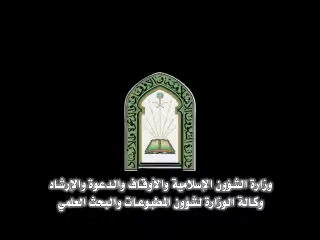 وزارة الشؤون الإسلامية والأوقاف والدعوة والإرشاد
وكالة الوزارة لشؤون المطبوعات والبحث العلمي